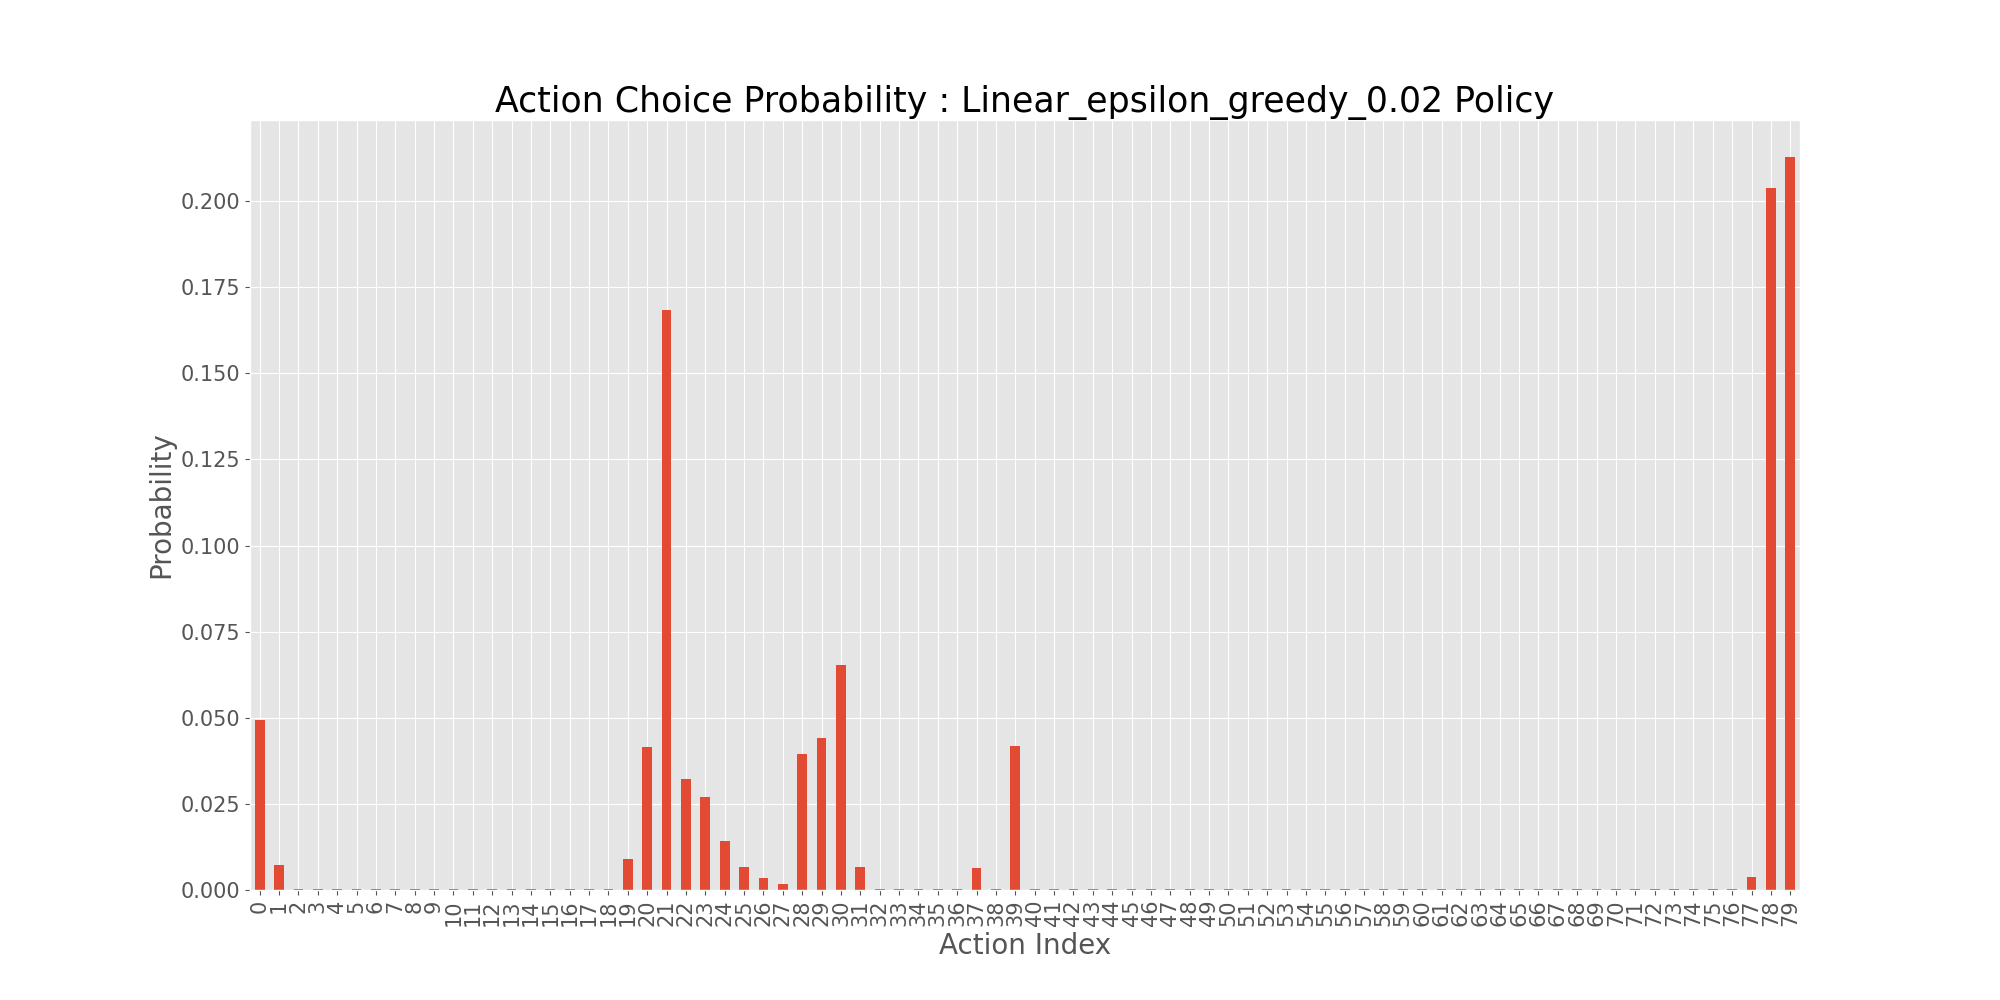 Action Choice Probability : Linear_epsilon_greedy_0.02 Policy
Probability
0.200
0.175
0.150
0.125
0.100
0.075
0.050
0.025
0.000
0 1 2 3 4 5 6 7 8 9 10 11 12 13 14 15 16 17 18 19 20 21 22 23 24 25 26 27 28 29 30 31 32 33 34 35 36 37 38 39 40 41 42 43 44 45 46 47 48 49 50 51 52 53 54 55 56 57 58 59 60 61 62 63 64 65 66 67 68 69 70 71 72 73 74 75 76 77 78 79
Action Index